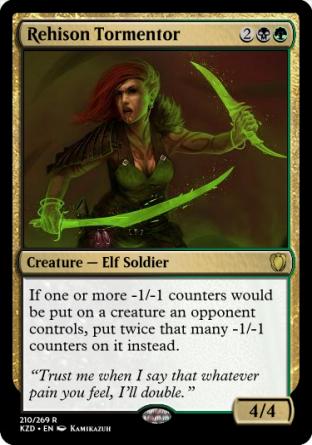 Rehison Tormentor 2
Creature — Elf Soldier
If one or more -1/-1 counters would
be put on a creature an opponent
controls, put twice that many -1/-1
counters on it instead.
“Trust me when I say that whatever
pain you feel, I’ll double.”
4/4
210/269 R
KZD • EN Kamikazuh